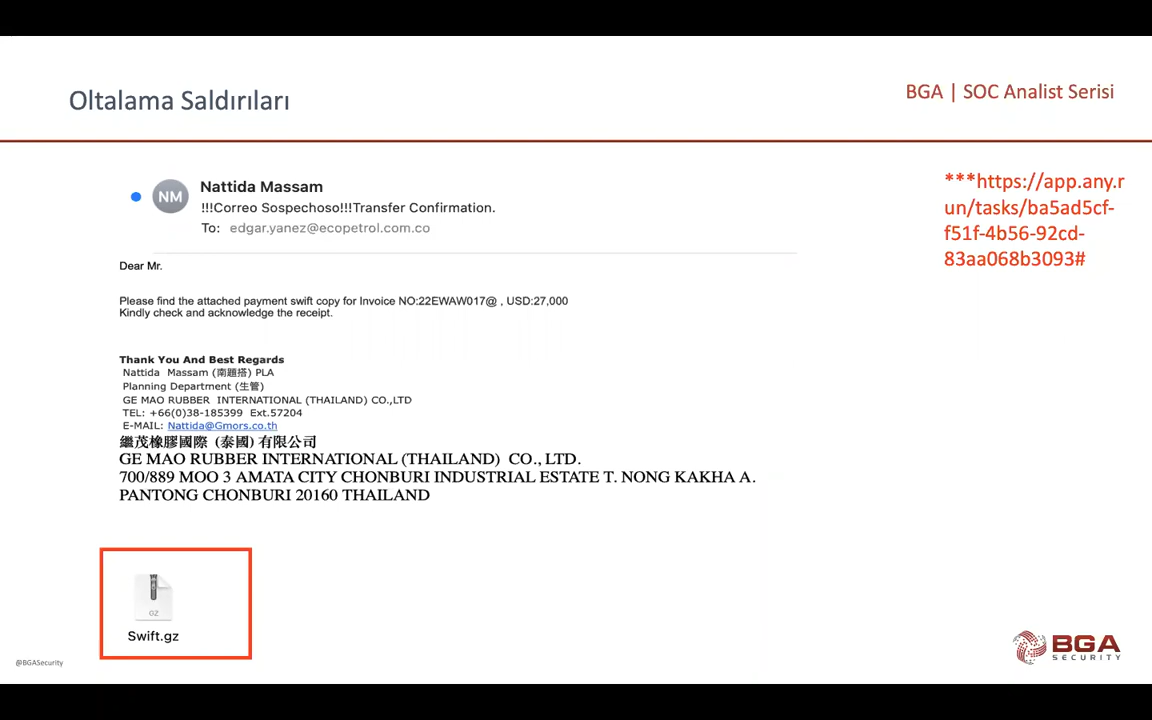 Oltalama Saldırıları
BGA | SOC Analist Serisi
NM
Nattida Massam
!!!Correo Sospechoso!!!Transfer Confirmation.
To: edgar.yanez@ecopetrol.com.co
***https://app.any.r
un/tasks/ba5ad5cf-
f51f-4b56-92cd-
83aa068b3093#
Dear Mr.
Please find the attached payment swift copy for Invoice NO:22EWAW017@ , USD:27,000
Kindly check and acknowledge the receipt.
Thank You And Best Regards
Nattida Massam (南題搭) PLA
Planning Department (生管)
GE MAO RUBBER INTERNATIONAL (THAILAND) CO.,LTD
TEL: +66(0)38-185399 Ext.57204
E-MAIL: Nattida@Gmors.co.th
繼茂橡膠國際 (泰國) 有限公司
GE MAO RUBBER INTERNATIONAL (THAILAND) CO., LTD.
700/889 MOO 3 AMATA CITY CHONBURI INDUSTRIAL ESTATE T. NONG KAKHA A.
PANTONG CHONBURI 20160 THAILAND
GZ
Swift.gz
@BGASecurity
BGA
SECURITY